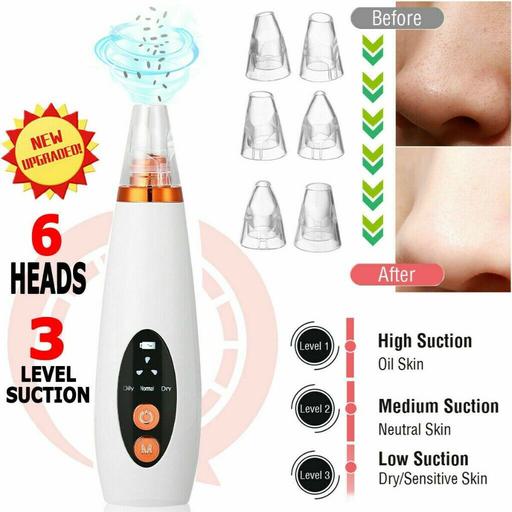 Before
NEW
UPGRADED!
6
HEADS
3
LEVEL
SUCTION
Oily Normal Dry
M
After
Level 1
High Suction
Oil Skin
Level 2
Medium Suction
Neutral Skin
Level 3
Low Suction
Dry/Sensitive Skin